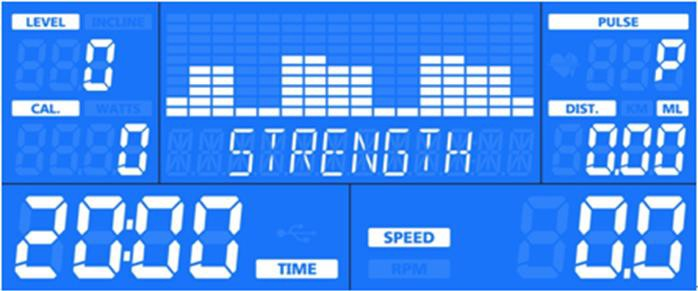 LEVEL INCLINE
0
CAL. WATTS
0
STRENGTH
PULSE
P
DIST. KM ML
0.00
20:00
TIME
SPEED
RPM
0.0